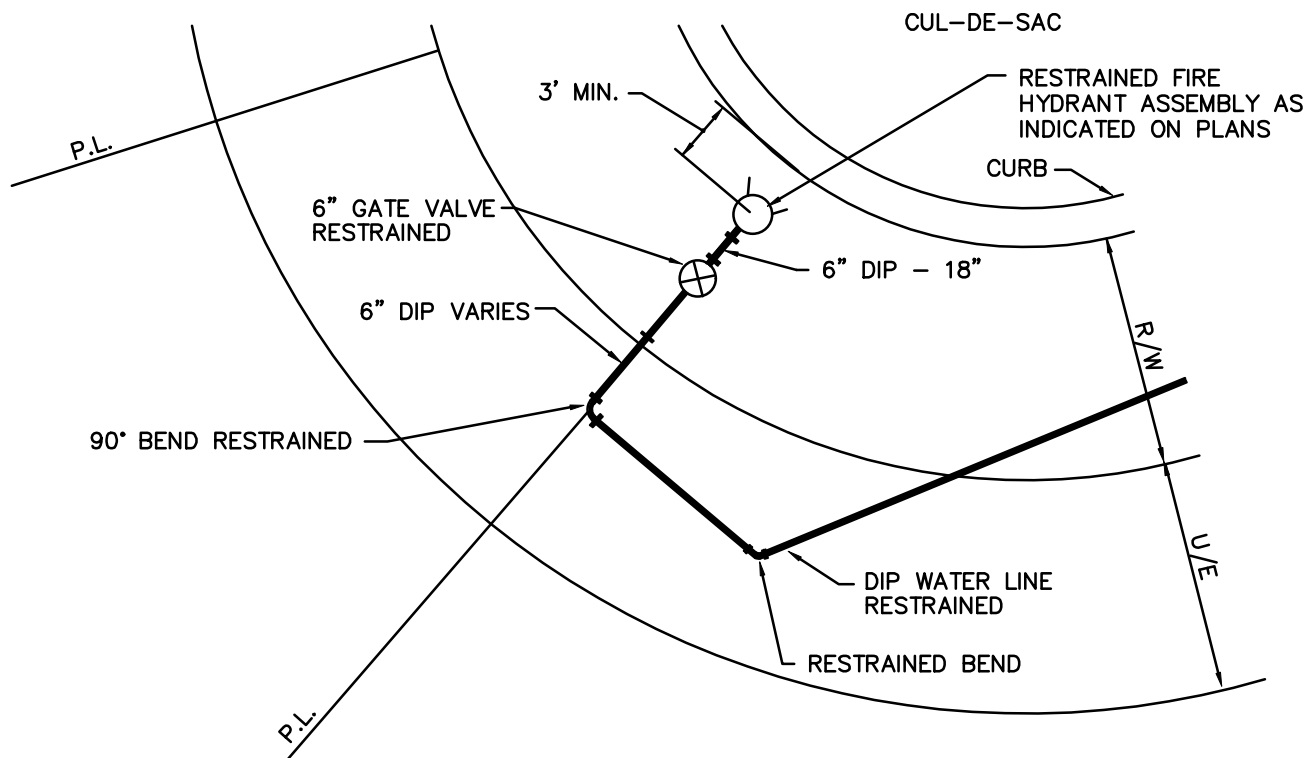 CUL-DE-SAC
RESTRAINED FIRE
HYDRANT ASSEMBLY AS
INDICATED ON PLANS
3' MIN.
P.L.
CURB
6" GATE VALVE
RESTRAINED
6" DIP - 18"
6" DIP VARIES
R/W
90° BEND RESTRAINED
U/E
DIP WATER LINE
RESTRAINED
RESTRAINED BEND
P.L.